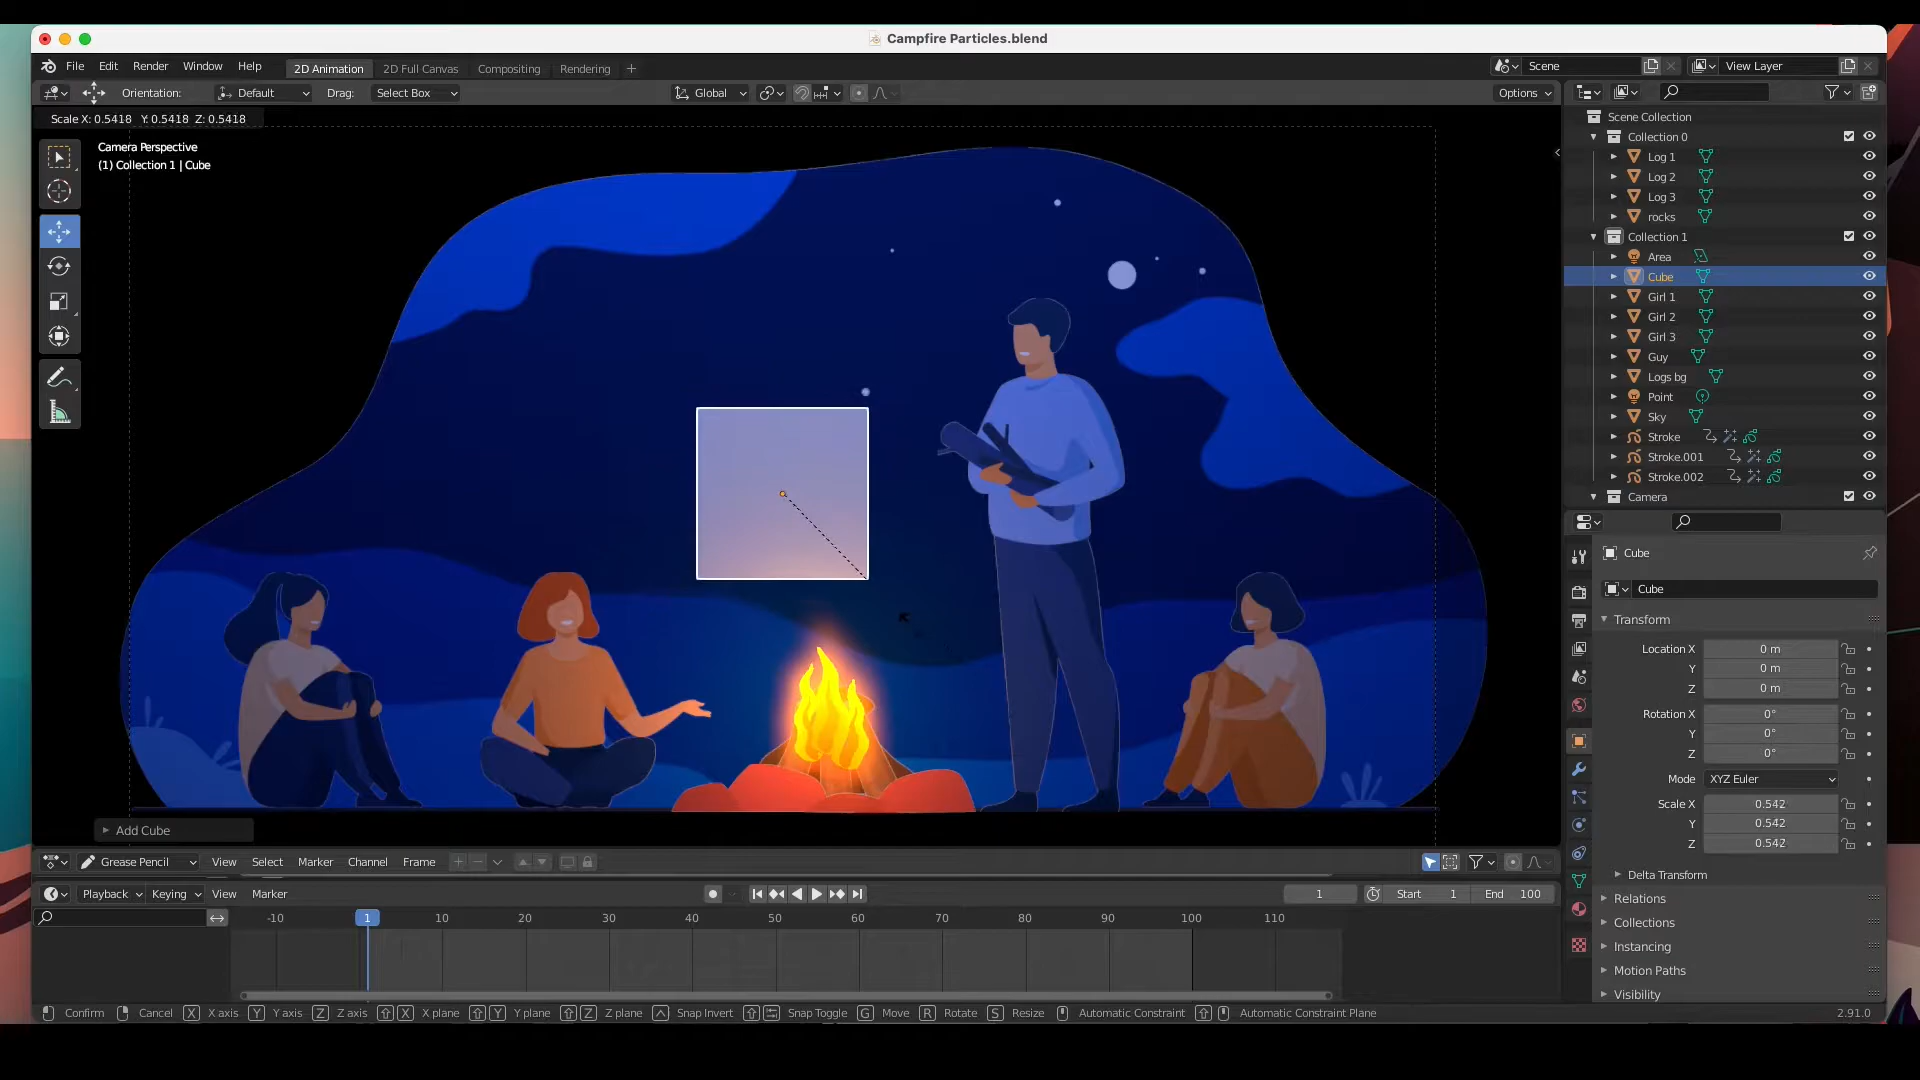 Campfire Particles.blend
File Edit Render Window Help 2D Animation 2D Full Canvas Compositing Rendering + Scene View Layer
Orientation: Default Drag: Select Box Global Options
Scale X: 0.5418 Y: 0.5418 Z: 0.5418
Camera Perspective
(1) Collection 1 | Cube
Scene Collection
Collection 0
Log 1
Log 2
Log 3
rocks
Collection 1
Area
Cube
Girl 1
Girl 2
Girl 3
Guy
Logs bg
Point
Sky
Stroke
Stroke.001
Stroke.002
Camera
Cube
Cube
Transform
Location X 0 m
Y 0 m
Z 0 m
Rotation X 0°
Y 0°
Z 0°
Mode XYZ Euler
Scale X 0.542
Y 0.542
Z 0.542
Delta Transform
Relations
Collections
Instancing
Motion Paths
Visibility
Add Cube
Grease Pencil View Select Marker Channel Frame
Playback Keying View Marker 1 Start 1 End 100
-10 1 10 20 30 40 50 60 70 80 90 100 110
Confirm Cancel X X axis Y Y axis Z Z axis X X plane Y Y plane Z Z plane Snap Invert Snap Toggle G Move R Rotate S Resize Automatic Constraint Automatic Constraint Plane 2.91.0